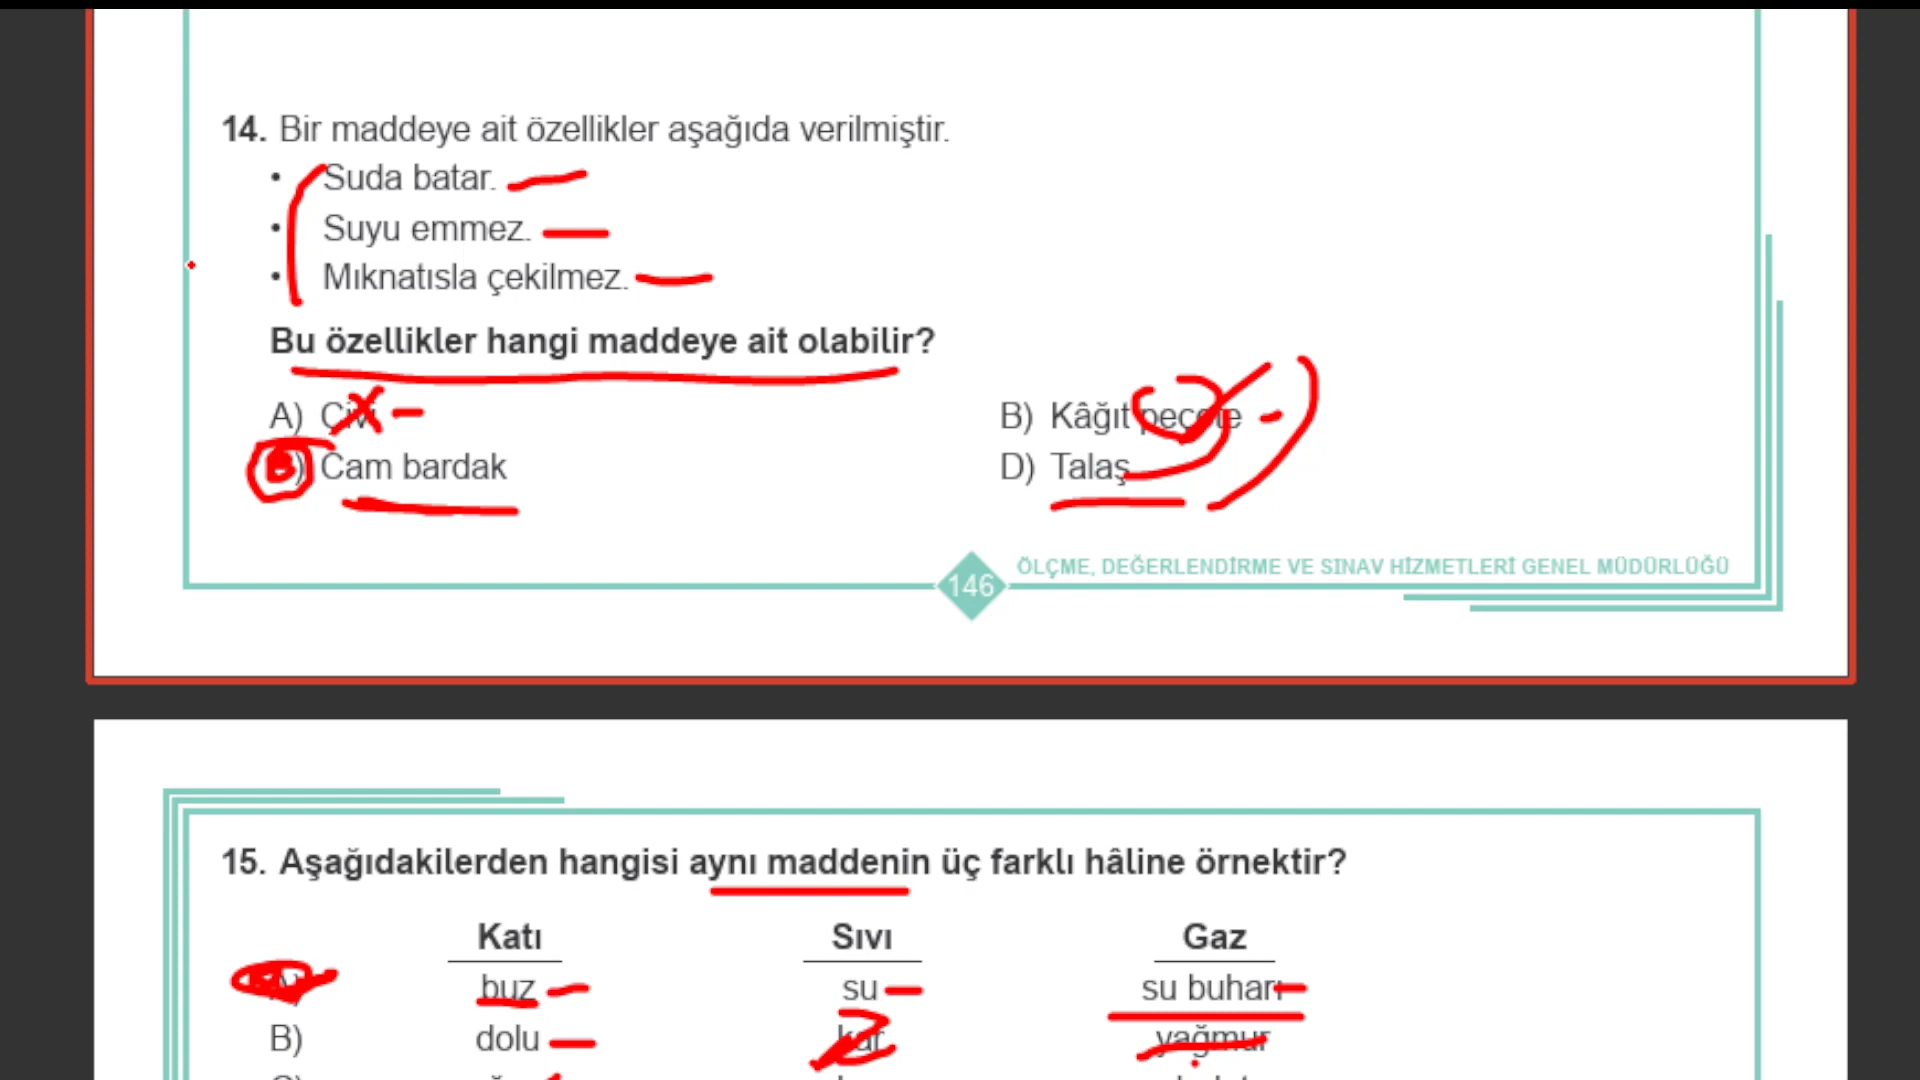 14. Bir maddeye ait özellikler aşağıda verilmiştir.
• Suda batar.
• Suyu emmez.
• Mıknatısla çekilmez.
Bu özellikler hangi maddeye ait olabilir?
A) Çivi B) Kâğıt peçete
) Cam bardak D) Talaş
ÖLÇME, DEĞERLENDİRME VE SINAV HİZMETLERİ GENEL MÜDÜRLÜĞÜ
146
15. Aşağıdakilerden hangisi aynı maddenin üç farklı hâline örnektir?
Katı Sıvı Gaz
A) buz su su buharı
B) dolu kar yağmur